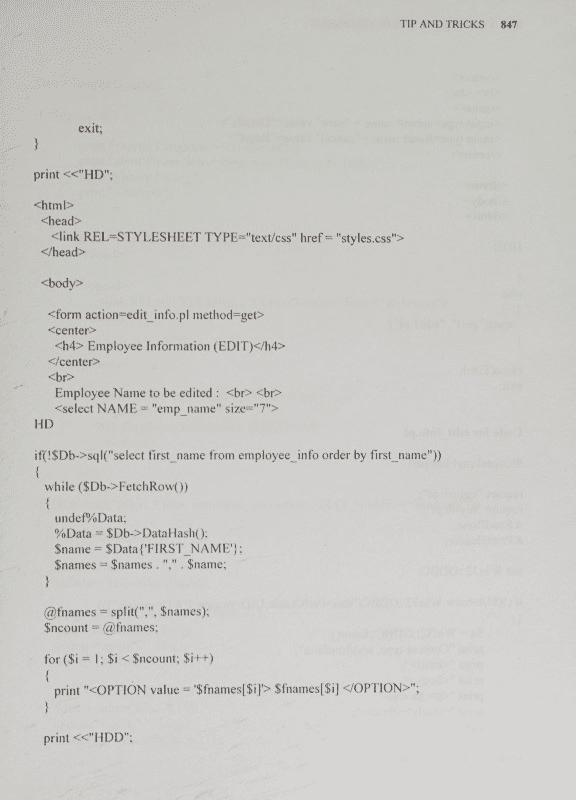 TIP AND TRICKS 847
exit;
}
print <<"HD";
<html>
<head>
<link REL=STYLESHEET TYPE="text/css" href = "styles.css">
</head>
<body>
<form action=edit_info.pl method=get>
<center>
<h4> Employee Information (EDIT)</h4>
</center>
<br>
Employee Name to be edited : <br> <br>
<select NAME = "emp_name" size="7">
HD
if(!$Db->sql("select first_name from employee_info order by first_name"))
{
while ($Db->FetchRow())
{
undef%Data;
%Data = $Db->DataHash();
$name = $Data{'FIRST_NAME'};
$names = $names . "," . $name;
}
@fnames = split(",", $names);
$ncount = @fnames;
for ($i = 1; $i < $ncount; $i++)
{
print "<OPTION value = '$fnames[$i]'> $fnames[$i] </OPTION>";
}
print <<"HDD";